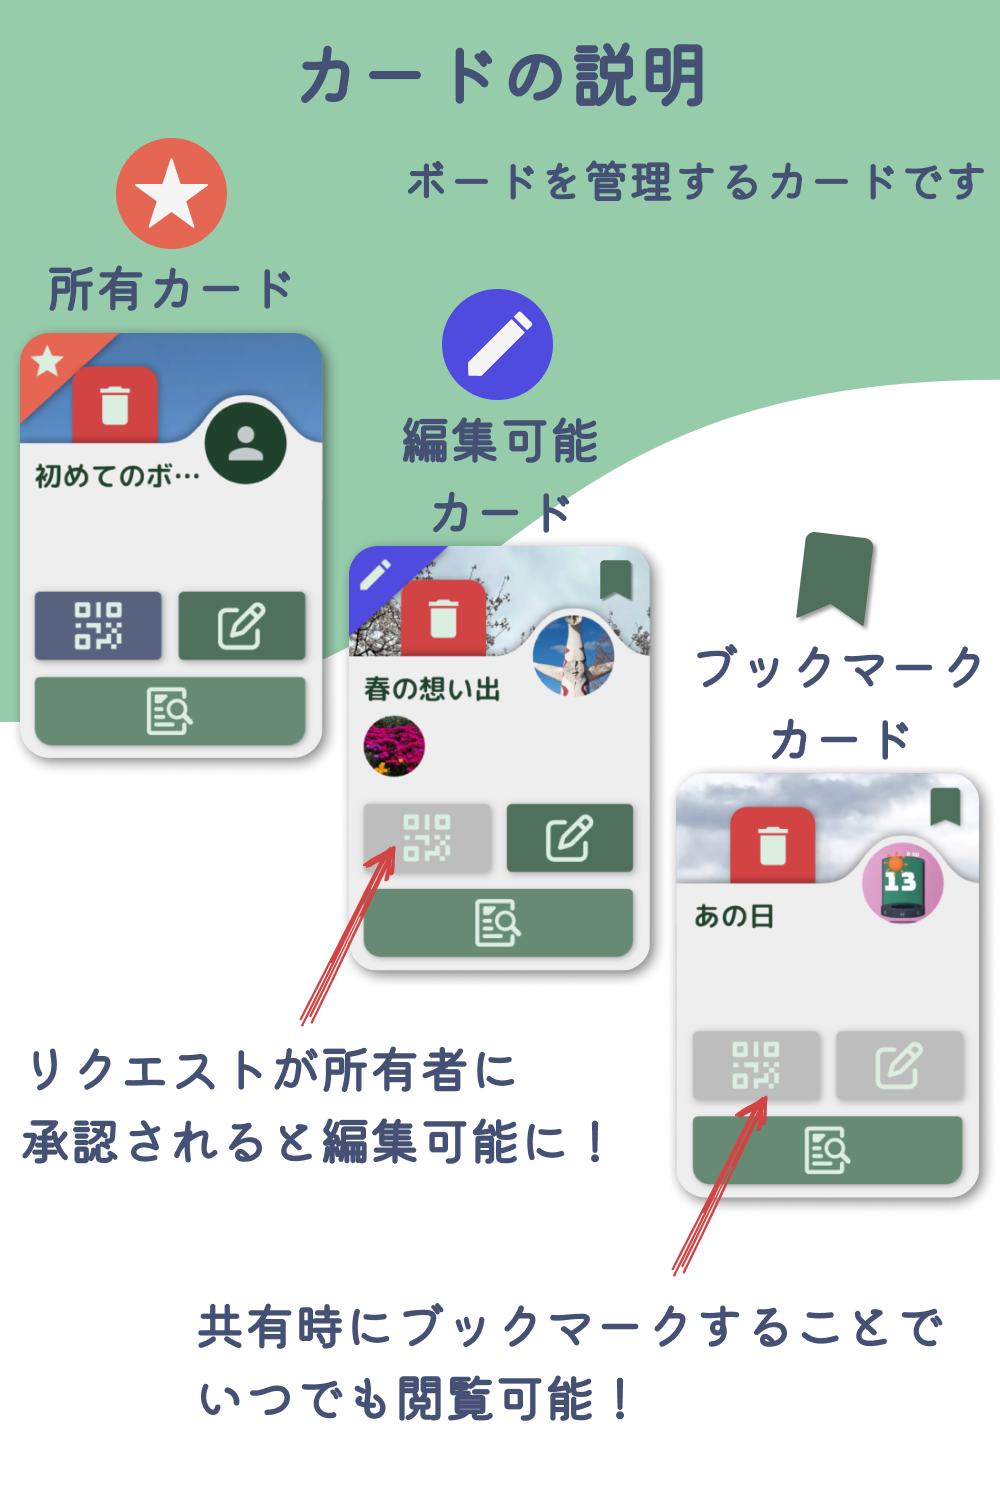 カードの説明
ボードを管理するカードです
所有カード
初めてのボ…
編集可能
カード
春の想い出
ブックマーク
カード
13
あの日
リクエストが所有者に
承認されると編集可能に！
共有時にブックマークすることで
いつでも閲覧可能！